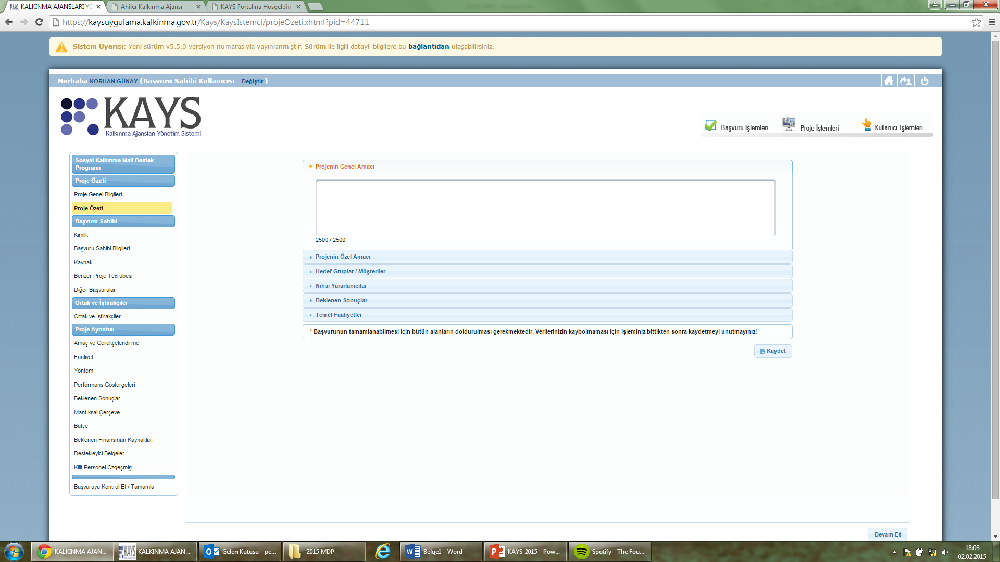 KALKINMA AJANSLARI YÖ
Ahiler Kalkınma Ajansı
KAYS Portalına Hoşgeldin
https://kaysuygulama.kalkinma.gov.tr/Kays/KaysIstemci/projeOzeti.xhtml?pid=44711
Sistem Uyarısı: Yeni sürüm v5.5.0 versiyon numarasıyla yayınlanmıştır. Sürüm ile ilgili detaylı bilgilere bu bağlantıdan ulaşabilirsiniz.
Merhaba KORHAN GÜNAY (Başvuru Sahibi Kullanıcısı - Değiştir )
KAYS
Kalkınma Ajansları Yönetim Sistemi
Başvuru İşlemleri
Proje İşlemleri
Kullanıcı İşlemleri
Sosyal Kalkınma Mali Destek
Programı
Proje Özeti
Proje Genel Bilgileri
Proje Özeti
Başvuru Sahibi
Kimlik
Başvuru Sahibi Bilgileri
Kaynak
Benzer Proje Tecrübesi
Diğer Başvurular
Ortak ve İştirakçiler
Ortak ve İştirakçiler
Proje Ayrıntısı
Amaç ve Gerekçelendirme
Faaliyet
Yöntem
Performans Göstergeleri
Beklenen Sonuçlar
Mantıksal Çerçeve
Bütçe
Beklenen Finansman Kaynakları
Destekleyici Belgeler
Kilit Personel Özgeçmişi
Başvuruyu Kontrol Et / Tamamla
Projenin Genel Amacı
2500 / 2500
Projenin Özel Amacı
Hedef Gruplar / Müşteriler
Nihai Yararlanıcılar
Beklenen Sonuçlar
Temel Faaliyetler
* Başvurunun tamamlanabilmesi için bütün alanların doldurulması gerekmektedir. Verilerinizin kaybolmaması için işleminiz bittikten sonra kaydetmeyi unutmayınız!
Kaydet
Devam Et
KALKINMA AJAN...
KALKINMA AJAN...
Gelen Kutusu - pe...
2015 MDP
Belge1 - Word
KAYS-2015 - Pow...
Spotify - The Fou...
18:03
02.02.2015